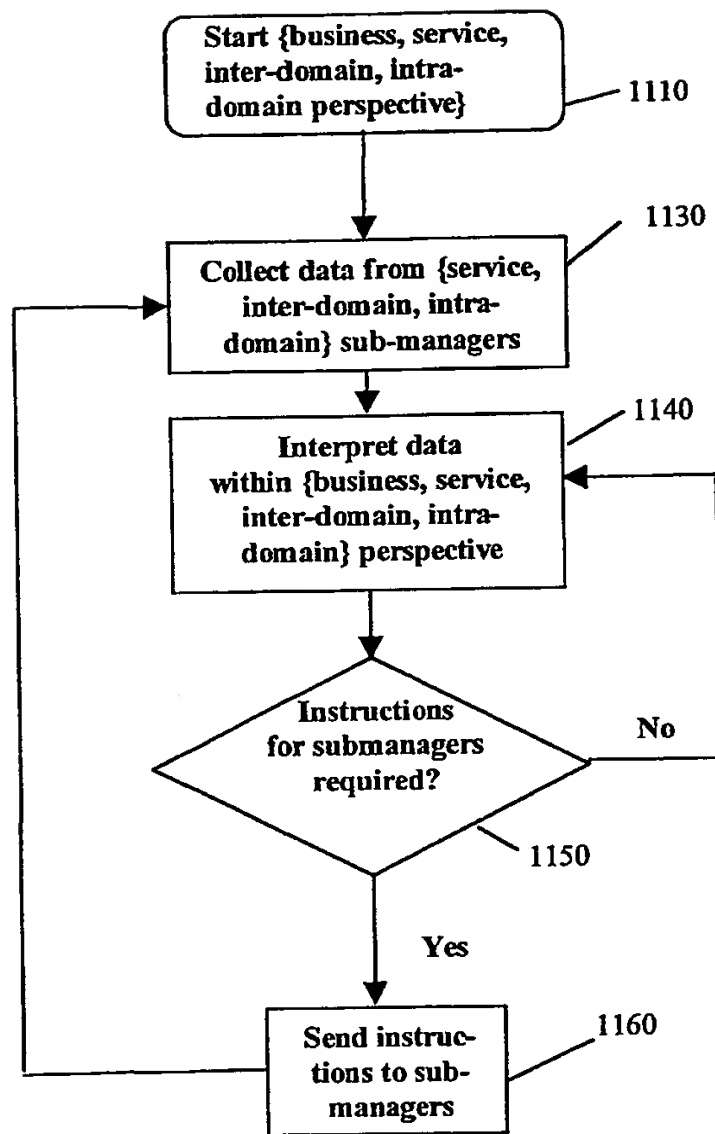 Start {business, service,
inter-domain, intra-
domain perspective}
1110
1130
Collect data from {service,
inter-domain, intra-
domain} sub-managers
1140
Interpret data
within {business, service,
inter-domain, intra-
domain} perspective
Instructions
for submanagers
required?
No
1150
Yes
1160
Send instruc-
tions to sub-
managers